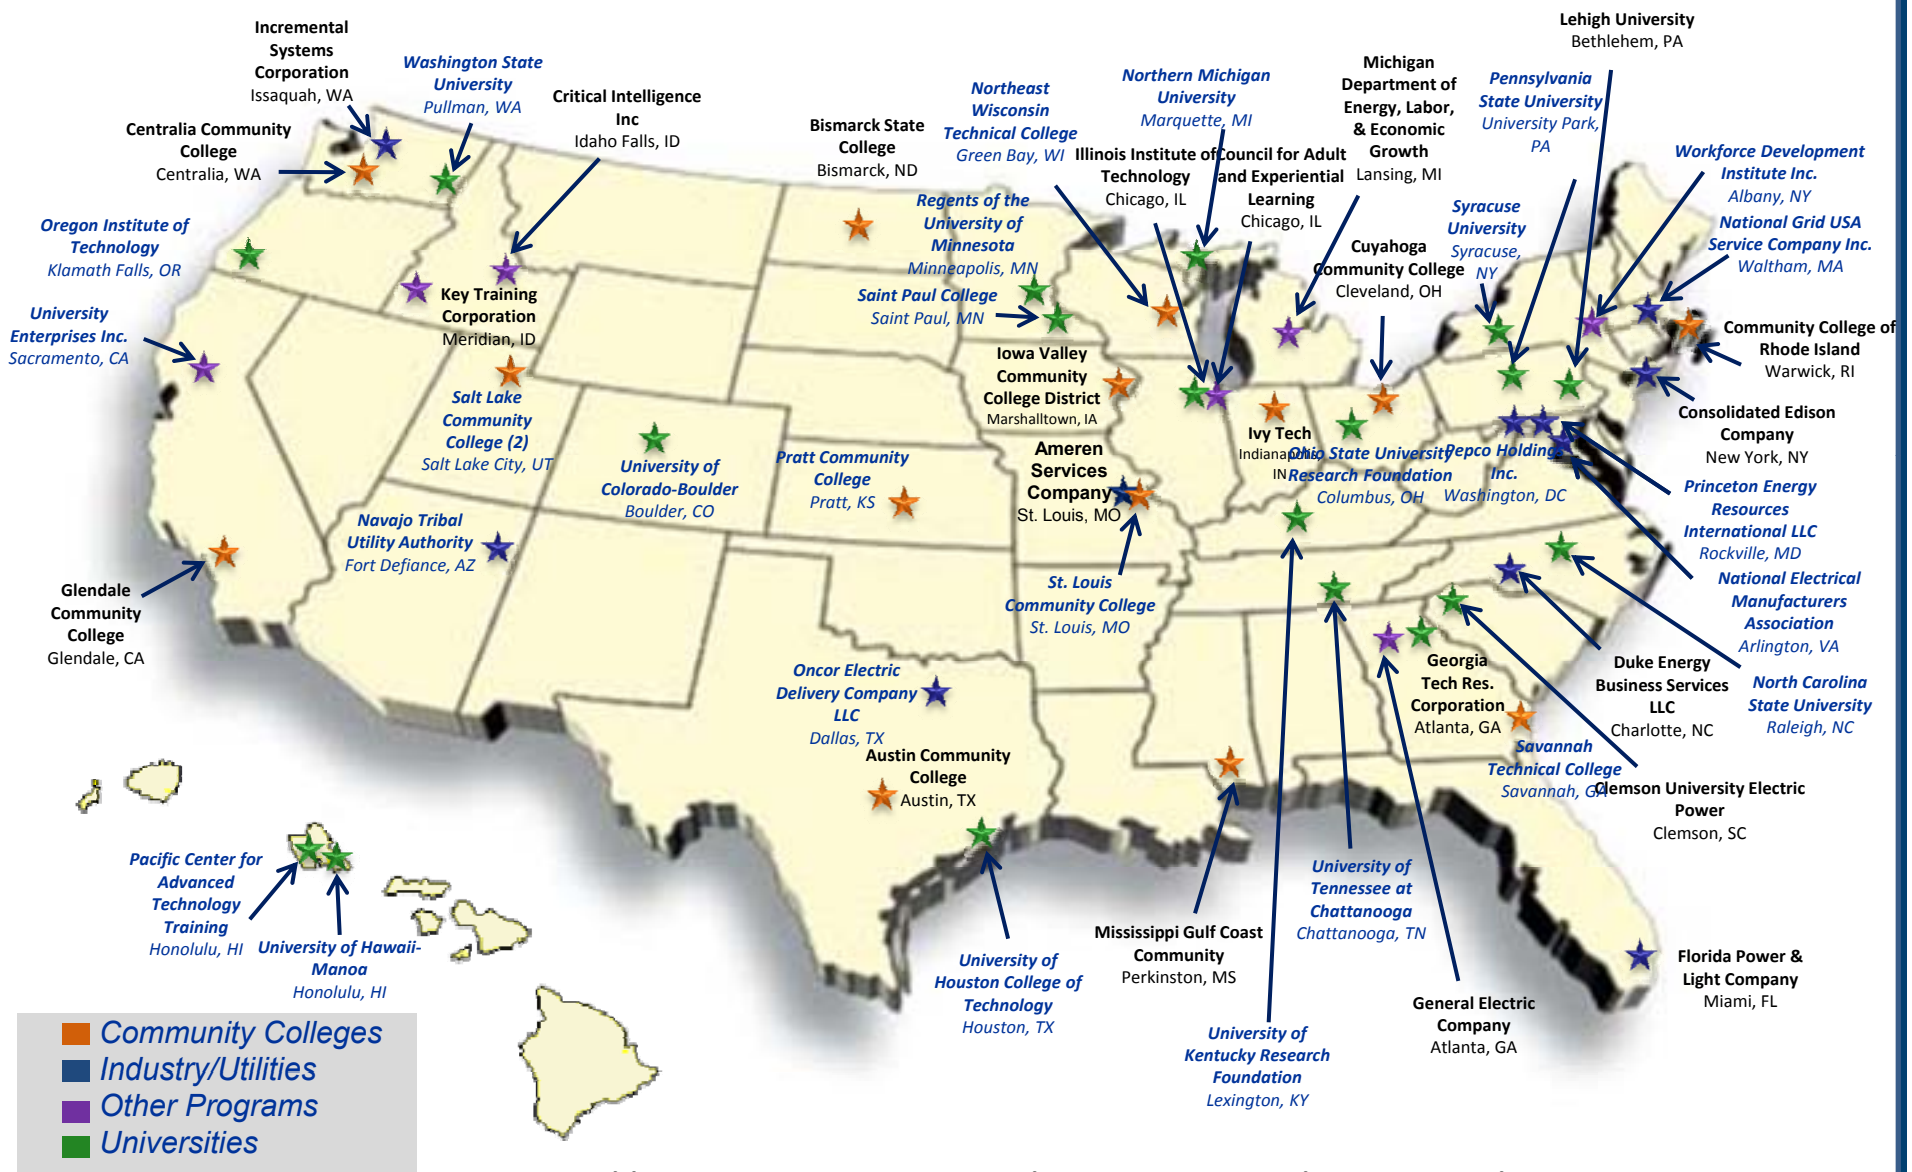 Incremental
Systems
Corporation
Issaquah, WA
Washington State
University
Pullman, WA
Critical Intelligence
Inc
Idaho Falls, ID
Centralia Community
College
Centralia, WA
Bismarck State
College
Bismarck, ND
Northeast
Wisconsin
Technical College
Green Bay, WI
Northern Michigan
University
Marquette, MI
Michigan
Department of
Energy, Labor,
& Economic
Growth
Lansing, MI
Lehigh University
Bethlehem, PA
Pennsylvania
State University
University Park,
PA
Illinois Institute of
Technology
Chicago, IL
Council for Adult
and Experiential
Learning
Chicago, IL
Workforce Development
Institute Inc.
Albany, NY
National Grid USA
Service Company Inc.
Waltham, MA
Oregon Institute of
Technology
Klamath Falls, OR
Regents of the
University of
Minnesota
Minneapolis, MN
Syracuse
University
Syracuse,
NY
Cuyahoga
Community College
Cleveland, OH
Key Training
Corporation
Meridian, ID
Saint Paul College
Saint Paul, MN
University
Enterprises Inc.
Sacramento, CA
Community College of
Rhode Island
Warwick, RI
Iowa Valley
Community
College District
Marshalltown, IA
Salt Lake
Community
College (2)
Salt Lake City, UT
Consolidated Edison
Company
New York, NY
Ivy Tech
Indianapolis,
IN
Ohio State University
Research Foundation
Columbus, OH
Pepco Holdings
Inc.
Washington, DC
Ameren
Services
Company
St. Louis, MO
University of
Colorado-Boulder
Boulder, CO
Pratt Community
College
Pratt, KS
Princeton Energy
Resources
International LLC
Rockville, MD
Navajo Tribal
Utility Authority
Fort Defiance, AZ
National Electrical
Manufacturers
Association
Arlington, VA
Glendale
Community
College
Glendale, CA
St. Louis
Community College
St. Louis, MO
Georgia
Tech Res.
Corporation
Atlanta, GA
Duke Energy
Business Services
LLC
Charlotte, NC
North Carolina
State University
Raleigh, NC
Oncor Electric
Delivery Company
LLC
Dallas, TX
Austin Community
College
Austin, TX
Savannah
Technical College
Savannah, GA
Clemson University Electric
Power
Clemson, SC
Pacific Center for
Advanced
Technology
Training
Honolulu, HI
University of Hawaii-
Manoa
Honolulu, HI
University of
Tennessee at
Chattanooga
Chattanooga, TN
Mississippi Gulf Coast
Community
Perkinston, MS
University of
Houston College of
Technology
Houston, TX
Florida Power &
Light Company
Miami, FL
General Electric
Company
Atlanta, GA
University of
Kentucky Research
Foundation
Lexington, KY
Community Colleges
Industry/Utilities
Other Programs
Universities